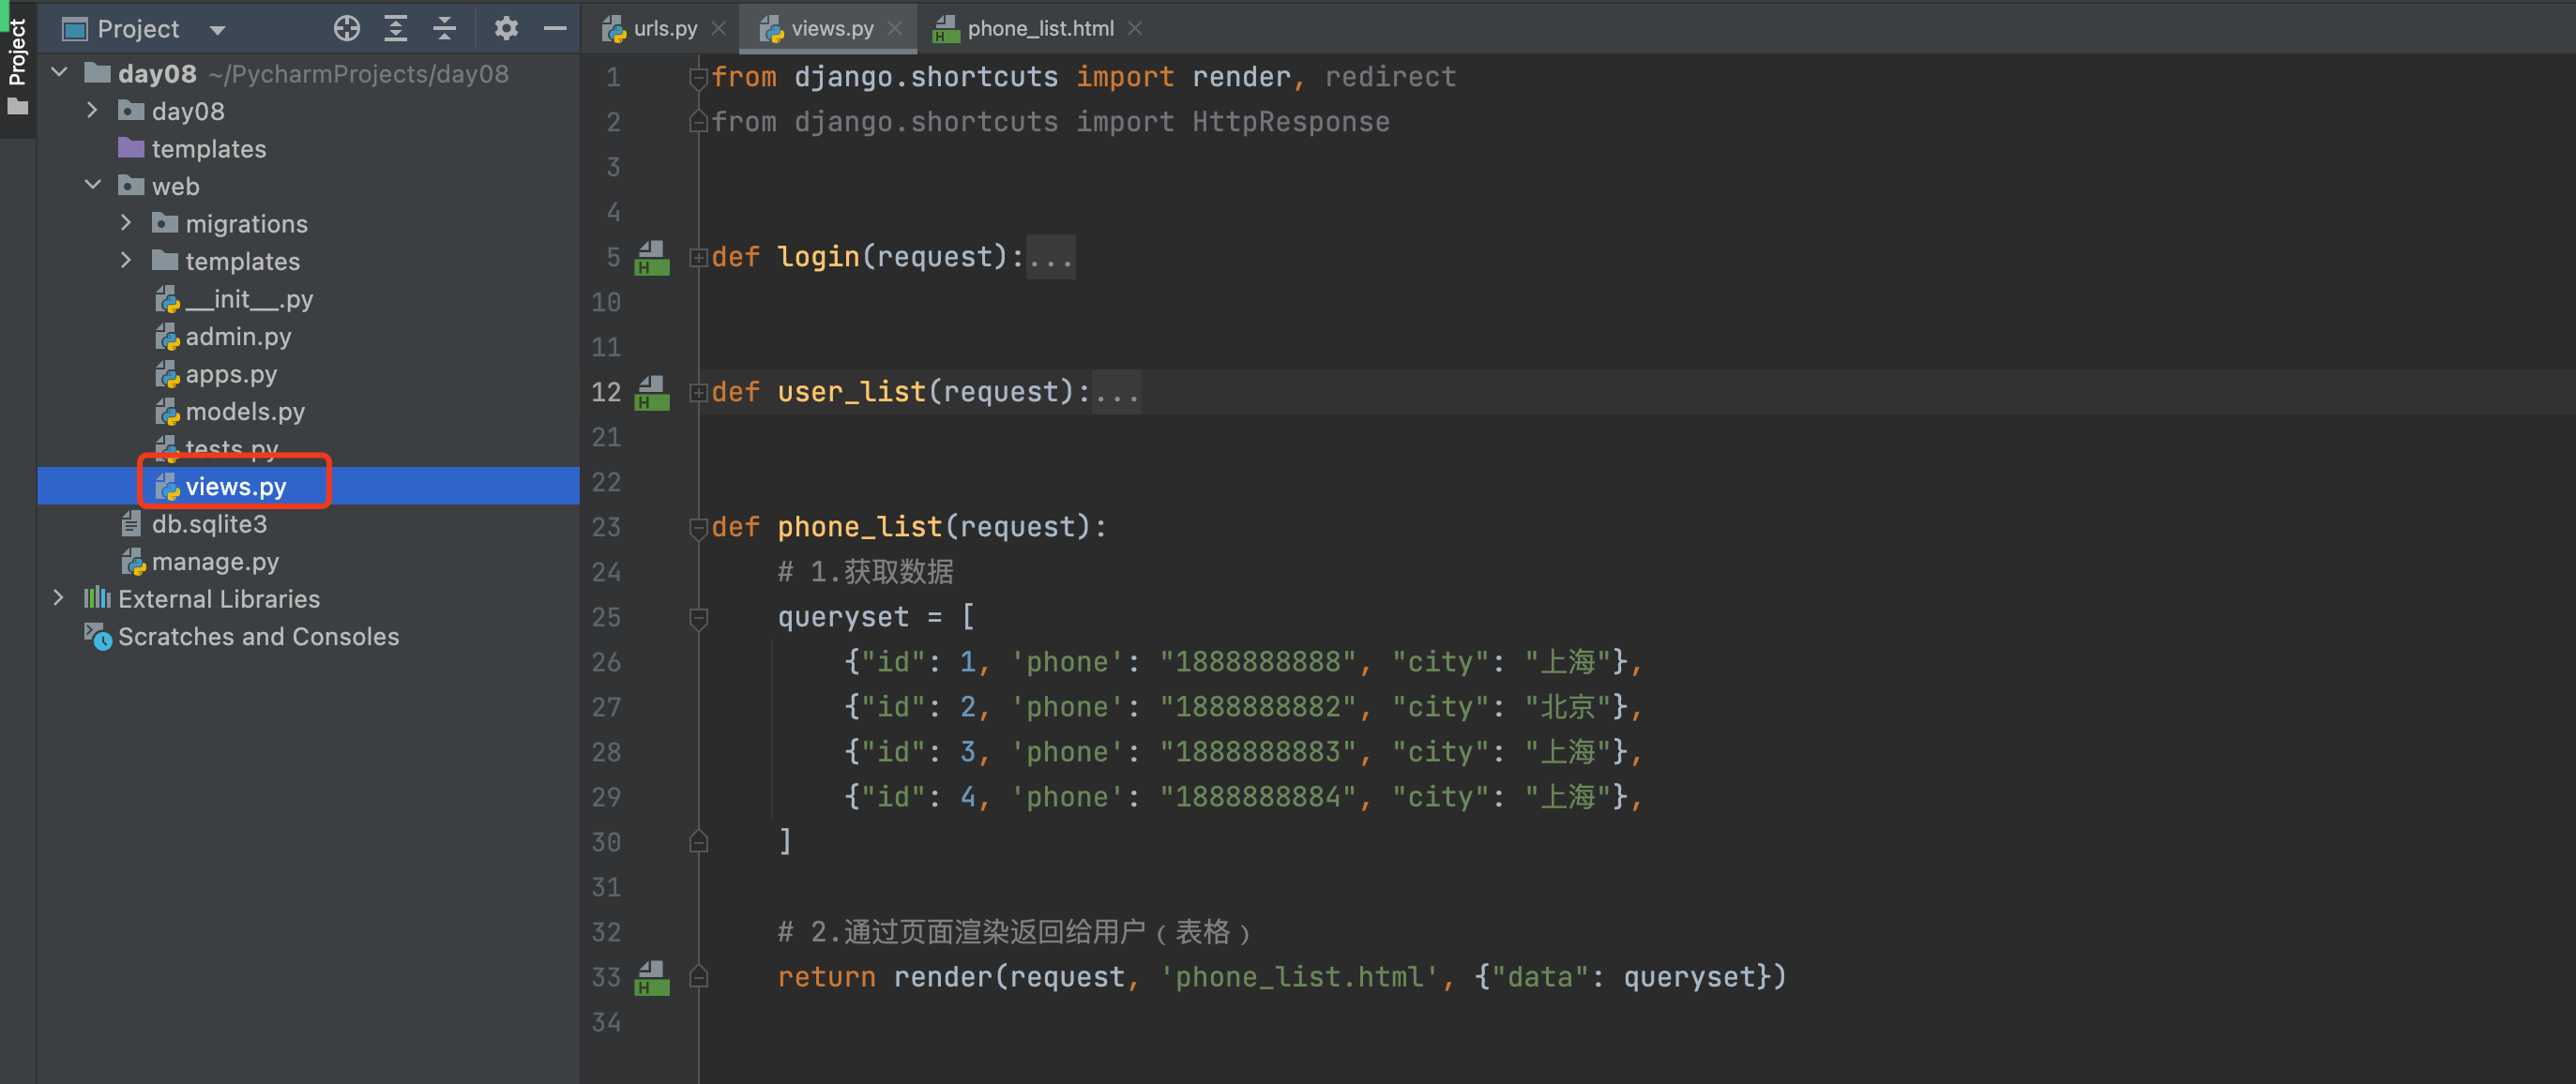 Project
Project
day08 ~/PycharmProjects/day08
day08
templates
web
migrations
templates
__init__.py
admin.py
apps.py
models.py
tests.py
views.py
db.sqlite3
manage.py
External Libraries
Scratches and Consoles
urls.py
views.py
phone_list.html
1 from django.shortcuts import render, redirect
2 from django.shortcuts import HttpResponse
3
4
5 def login(request):...
10
11
12 def user_list(request):...
21
22
23 def phone_list(request):
24 # 1.获取数据
25 queryset = [
26 {"id": 1, 'phone': "1888888888", "city": "上海"},
27 {"id": 2, 'phone': "1888888882", "city": "北京"},
28 {"id": 3, 'phone': "1888888883", "city": "上海"},
29 {"id": 4, 'phone': "1888888884", "city": "上海"},
30 ]
31
32 # 2.通过页面渲染返回给用户（表格）
33 return render(request, 'phone_list.html', {"data": queryset})
34